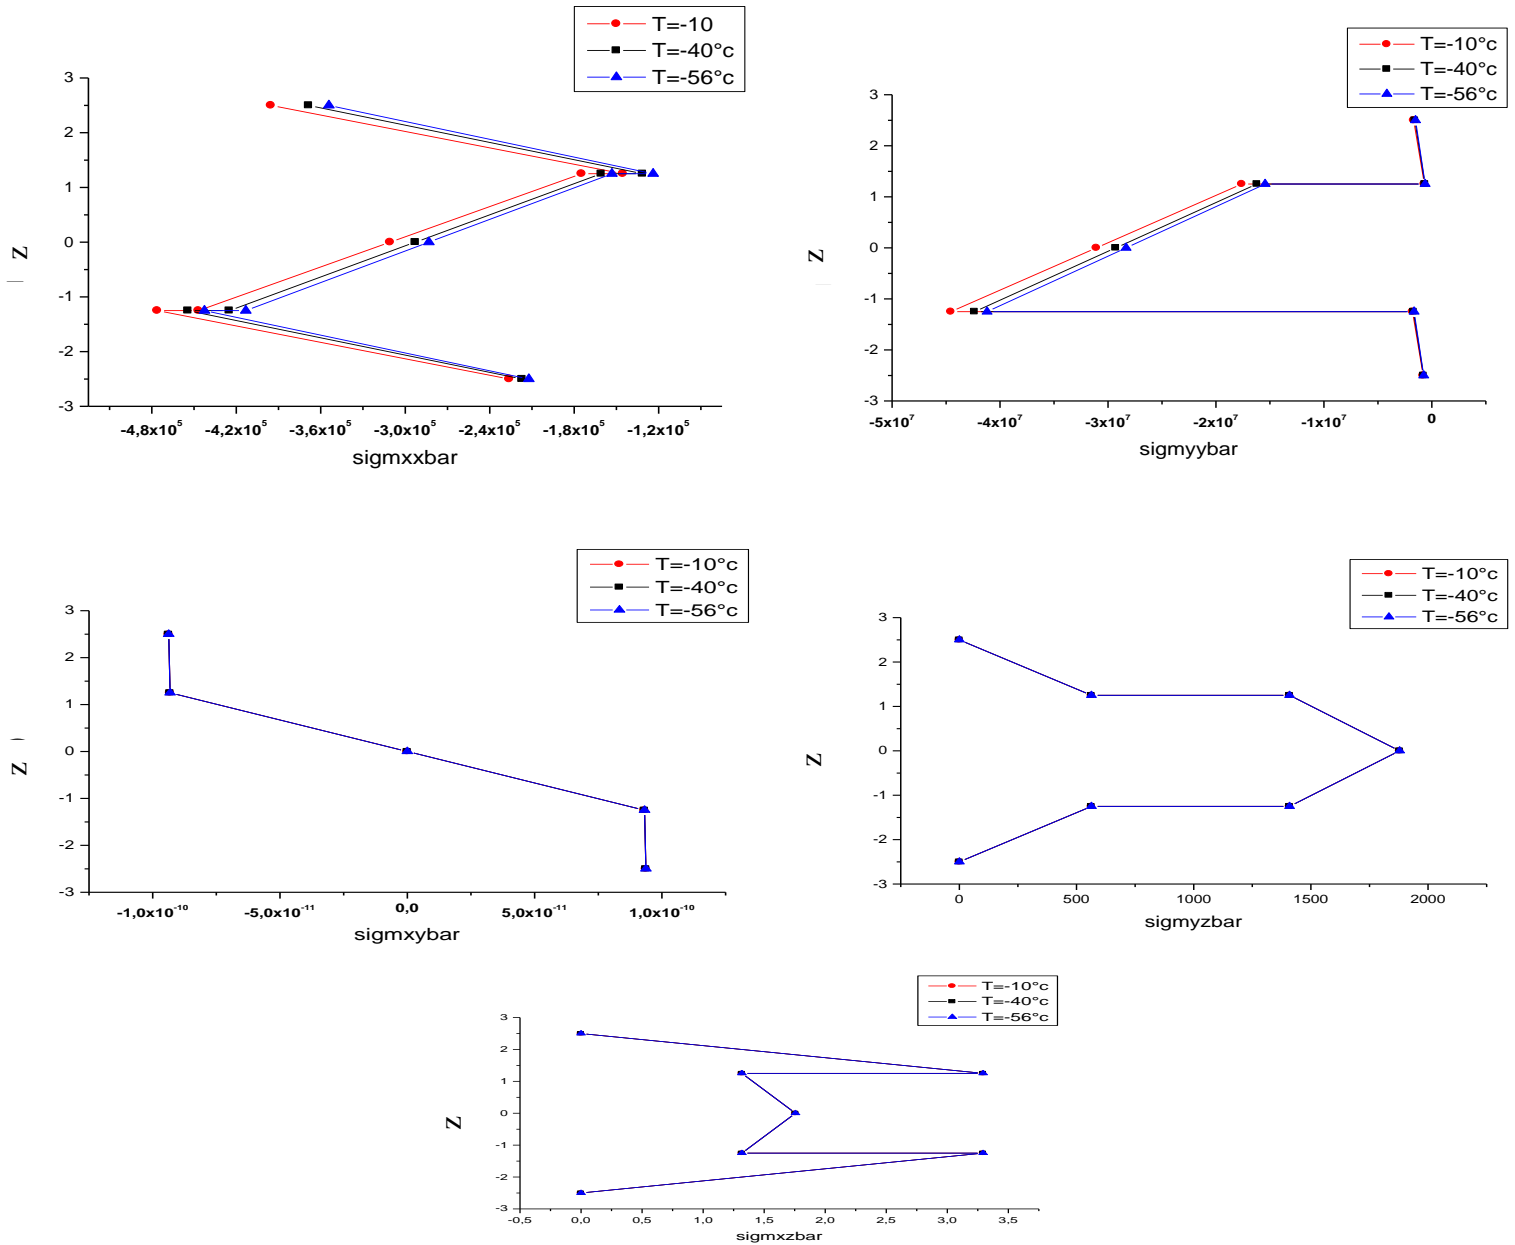 T=-10
T=-40°c
T=-56°c
3
2
1
0
-1
-2
-3
Z
-4,8x10⁵
-4,2x10⁵
-3,6x10⁵
-3,0x10⁵
-2,4x10⁵
-1,8x10⁵
-1,2x10⁵
sigmxxbar
T=-10°c
T=-40°c
T=-56°c
3
2
1
0
-1
-2
-3
Z
-5x10⁷
-4x10⁷
-3x10⁷
-2x10⁷
-1x10⁷
0
sigmyybar
T=-10°c
T=-40°c
T=-56°c
3
2
1
0
-1
-2
-3
Z
-1,0x10⁻¹⁰
-5,0x10⁻¹¹
0,0
5,0x10⁻¹¹
1,0x10⁻¹⁰
sigmxybar
T=-10°c
T=-40°c
T=-56°c
3
2
1
0
-1
-2
-3
Z
0
500
1000
1500
2000
sigmyzbar
T=-10°c
T=-40°c
T=-56°c
3
2
1
0
-1
-2
-3
Z
-0,5
0,0
0,5
1,0
1,5
2,0
2,5
3,0
3,5
sigmxzbar